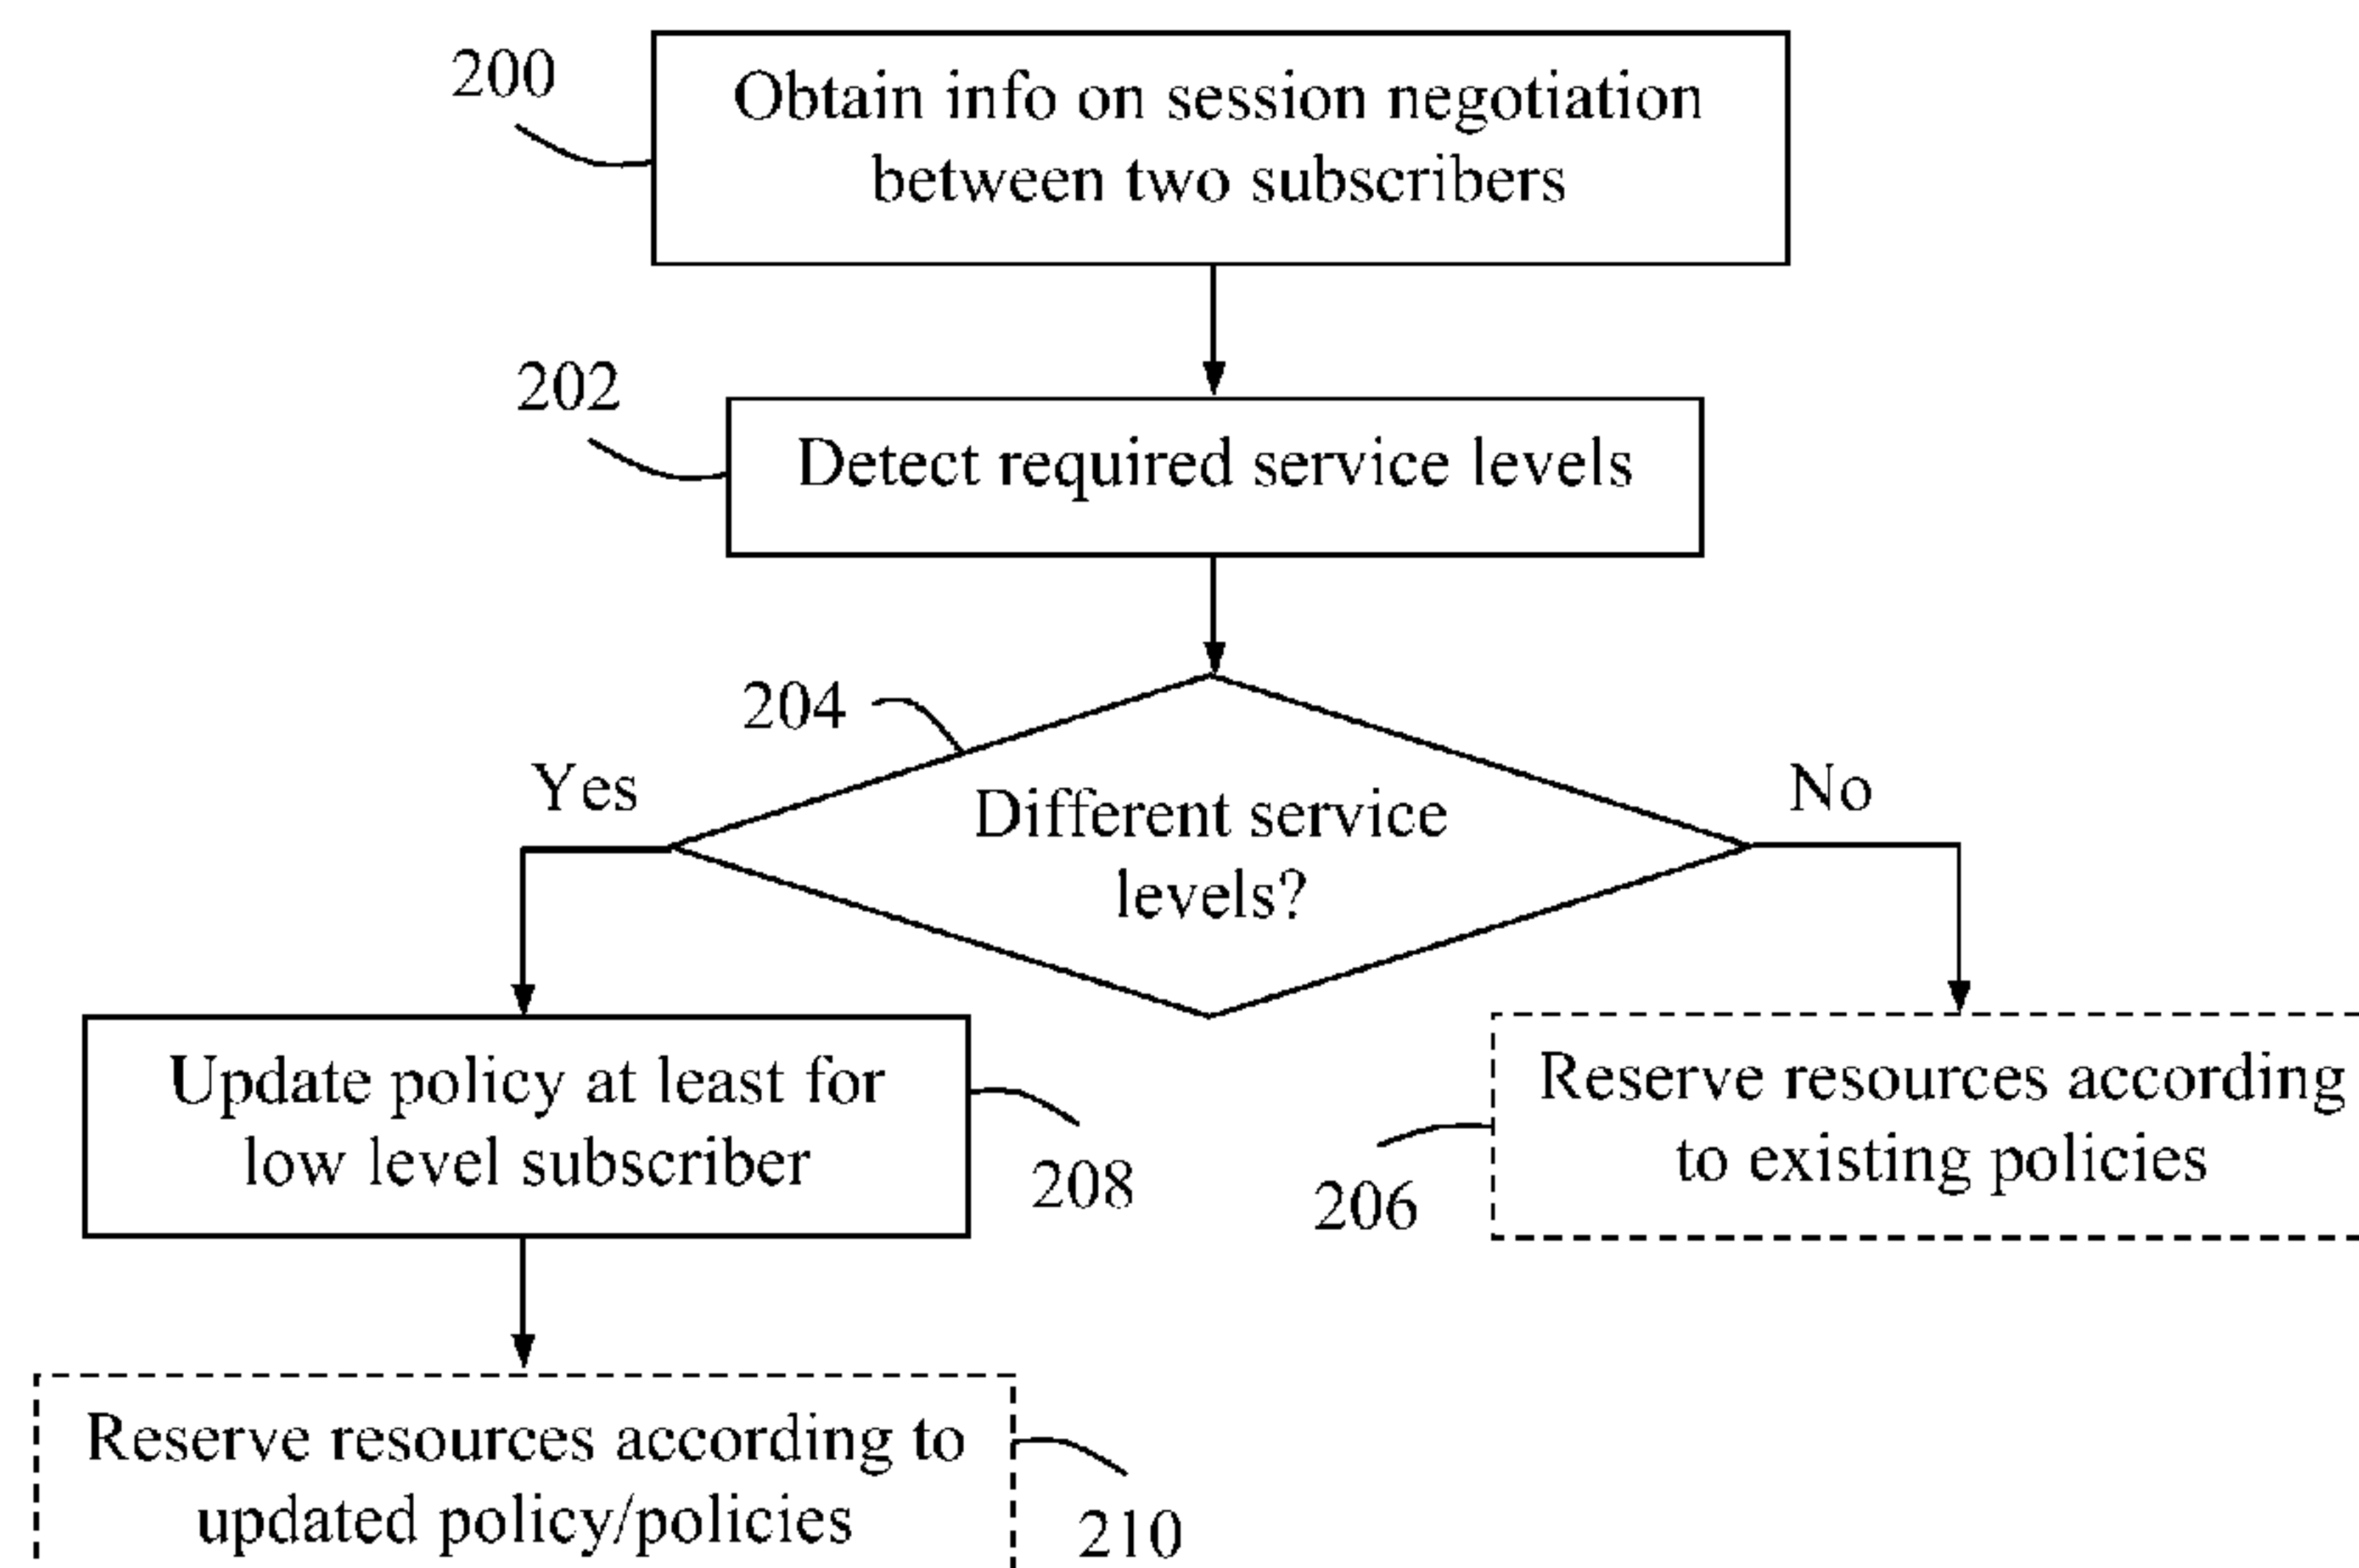 200
Obtain info on session negotiation
between two subscribers
202
Detect required service levels
204
Yes
Different service
levels?
No
Update policy at least for
low level subscriber
208
Reserve resources according
to existing policies
206
Reserve resources according to
updated policy/policies
210